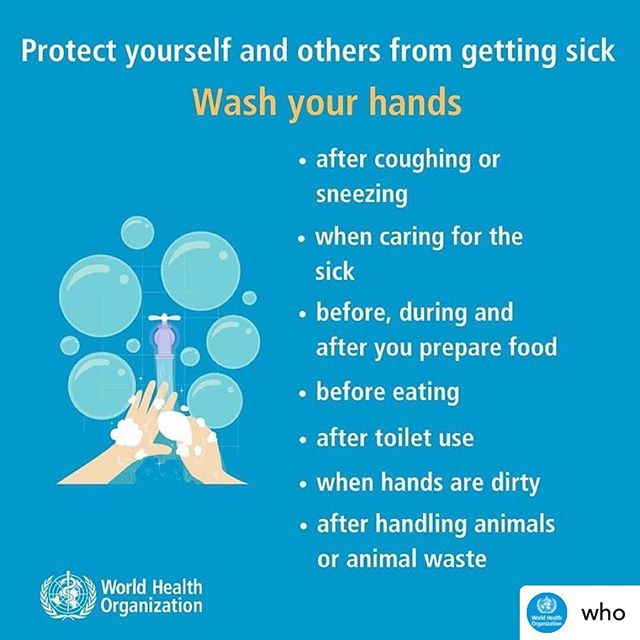 Protect yourself and others from getting sick
Wash your hands
• after coughing or
sneezing
• when caring for the
sick
• before, during and
after you prepare food
• before eating
• after toilet use
• when hands are dirty
• after handling animals
or animal waste
World Health
Organization
World Health
Organization
who